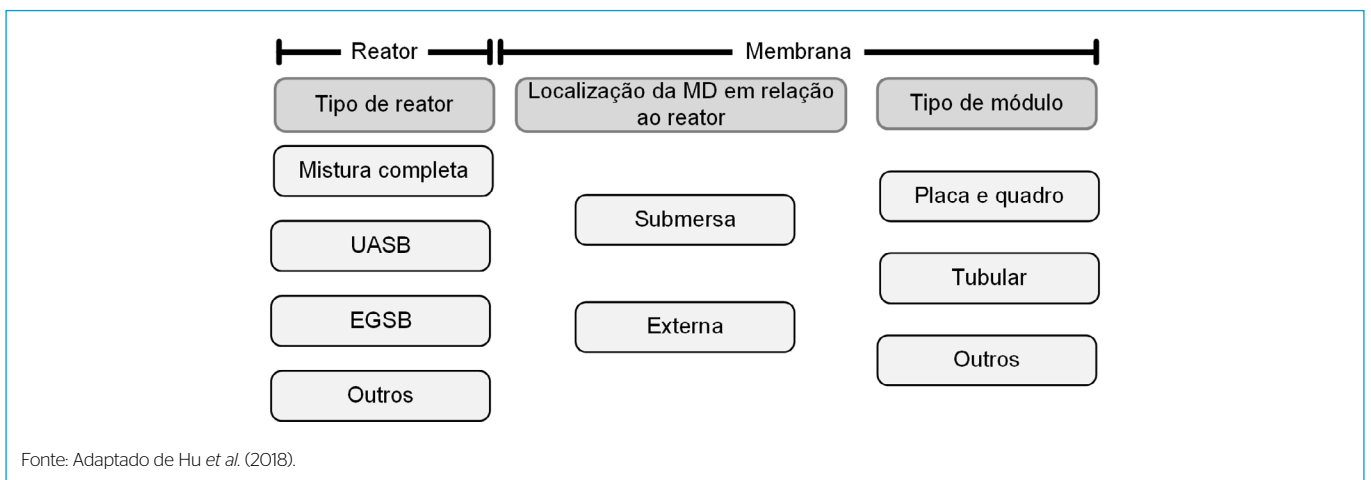 Reator
Membrana
Tipo de reator
Localização da MD em relação
ao reator
Tipo de módulo
Mistura completa
UASB
EGSB
Outros
Submersa
Externa
Placa e quadro
Tubular
Outros
Fonte: Adaptado de Hu et al. (2018).